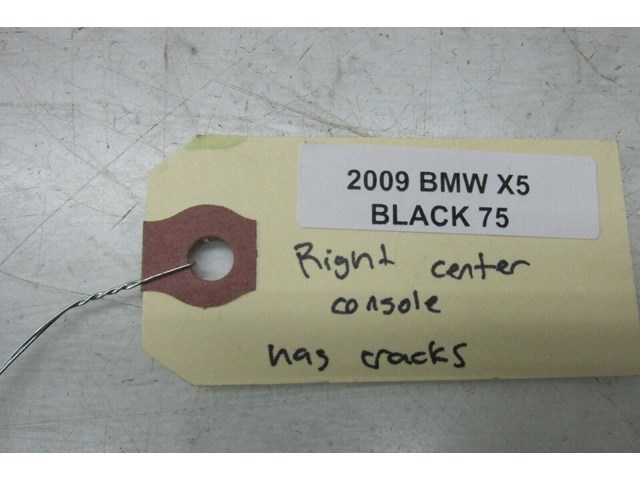 2009 BMW X5
BLACK 75
Right center
console
has cracks